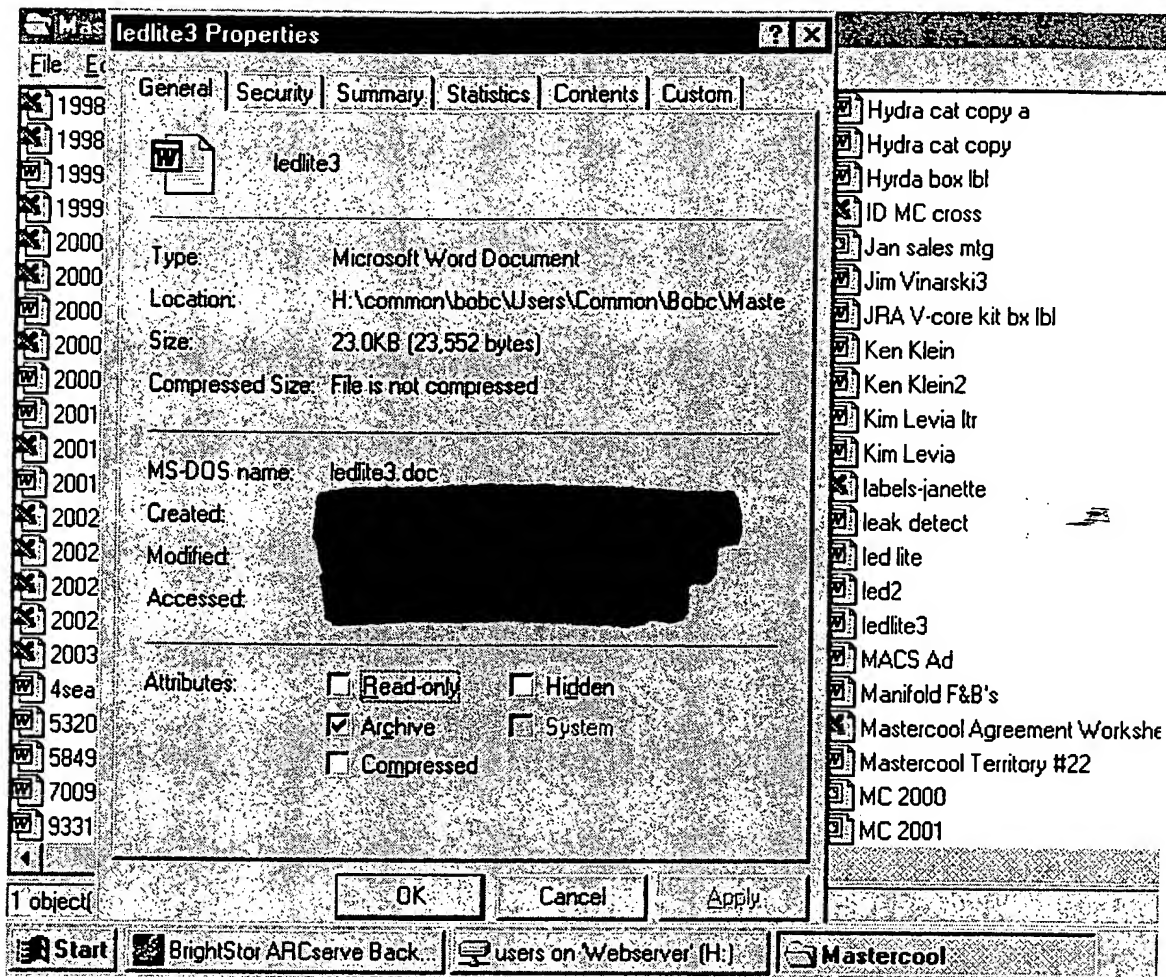 Mas
File Ed
1998
1998
1999
1999
2000
2000
2000
2000
2000
2001
2001
2001
2002
2002
2002
2002
2003
4sea
5320
5849
7009
9331
1 object(
ledlite3 Properties
General Security Summary Statistics Contents Custom
ledlite3
Type: Microsoft Word Document
Location: H:\common\bobc\Users\Common\Bobc\Maste
Size: 23.0KB (23,552 bytes)
Compressed Size: File is not compressed
MS-DOS name: ledlite3.doc
Created:
Modified:
Accessed:
Attributes: Read-only Hidden
Archive System
Compressed
OK Cancel Apply
Hydra cat copy a
Hydra cat copy
Hyrda box lbl
ID MC cross
Jan sales mtg
Jim Vinarski3
JRA V-core kit bx lbl
Ken Klein
Ken Klein2
Kim Levia ltr
Kim Levia
labels-janette
leak detect
led lite
led2
ledlite3
MACS Ad
Manifold F&B's
Mastercool Agreement Workshe
Mastercool Territory #22
MC 2000
MC 2001
Start BrightStor ARCserve Back... users on 'Webserver' (H:) Mastercool